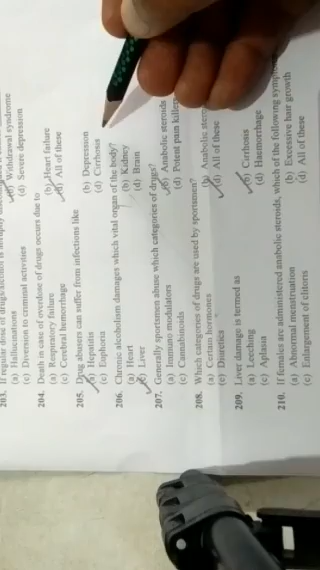 203. If regular dose of drugs/alcohol is
(a) Hallucinations (b) Withdrawal syndrome
(c) Diversion to criminal activities (d) Severe depression
204. Death in case of overdose of drugs occurs due to
(a) Respiratory failure (b) Heart failure
(c) Cerebral hemorrhage (d) All of these
205. Drug abusers can suffer from infections like
(a) Hepatitis (b) Depression
(c) Euphoria (d) Cirrhosis
206. Chronic alcoholism damages which vital organ of the body?
(a) Heart (b) Kidney
(c) Liver (d) Brain
207. Generally sportsmen abuse which categories of drugs?
(a) Immuno modulators (b) Anabolic steroids
(c) Cannabinoids (d) Potent pain killers
208. Which categories of drugs are used by sportsmen?
(a) Certain hormones (b) Anabolic
(c) Diuretics (d) All of these
209. Liver damage is termed as
(a) Leeching (b) Cirrhosis
(c) Aplasia (d) Haemorrhage
210. If females are administered anabolic steroids, which of the following
(a) Abnormal menstruation (b) Excessive hair growth
(c) Enlargement of clitoris (d) All of these